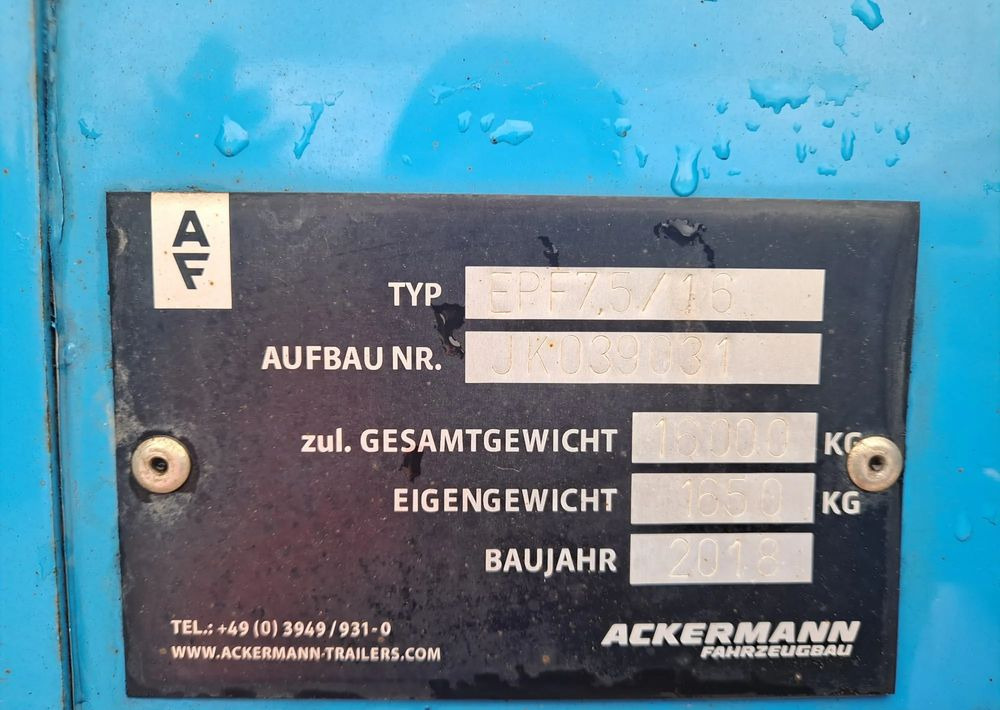 A
F
TYP EPF7,5/16
AUFBAU NR. JK039031
zul. GESAMTGEWICHT 16000 KG
EIGENGEWICHT 1650 KG
BAUJAHR 2018
TEL.: +49 (0) 3949 / 931-0
WWW.ACKERMANN-TRAILERS.COM
ACKERMANN
FAHRZEUGBAU